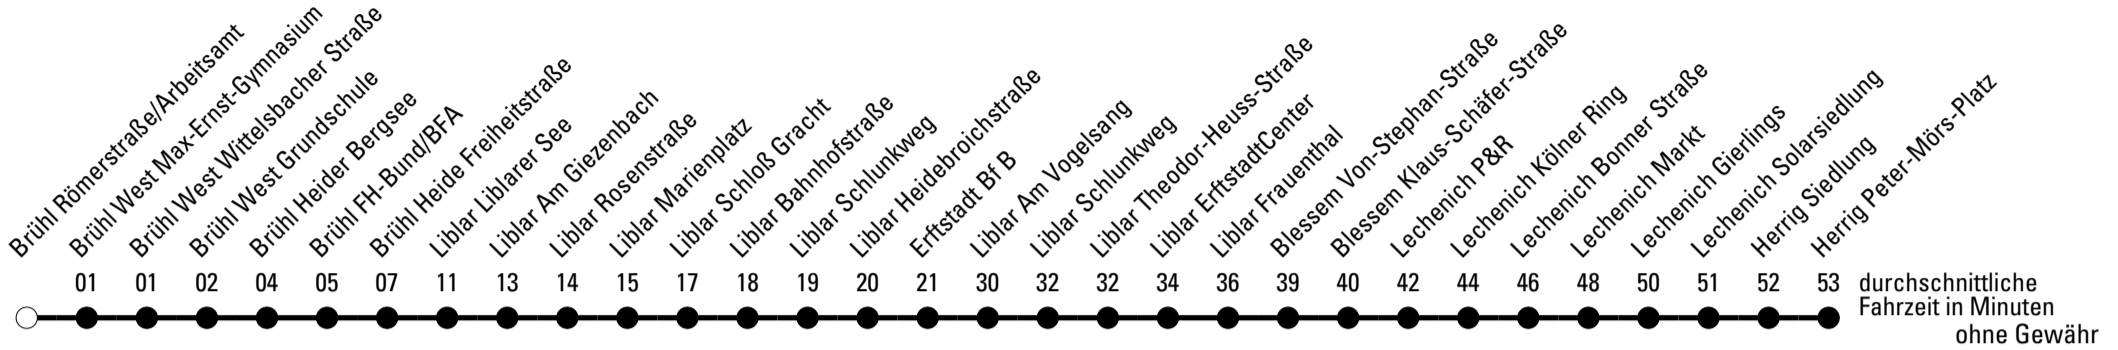 Brühl Römerstraße/Arbeitsamt
Brühl West Max-Ernst-Gymnasium
Brühl West Wittelsbacher Straße
Brühl West Grundschule
Brühl Heider Bergsee
Brühl FH-Bund/BFA
Brühl Heide Freiheitstraße
Liblar Liblarer See
Liblar Am Giezenbach
Liblar Rosenstraße
Liblar Marienplatz
Liblar Schloß Gracht
Liblar Bahnhofstraße
Liblar Schlunkweg
Liblar Heidebroichstraße
Erftstadt Bf B
Liblar Am Vogelsang
Liblar Schlunkweg
Liblar Theodor-Heuss-Straße
Liblar ErftstadtCenter
Liblar Frauenthal
Blessem Von-Stephan-Straße
Blessem Klaus-Schäfer-Straße
Lechenich P&R
Lechenich Kölner Ring
Lechenich Bonner Straße
Lechenich Markt
Lechenich Gierlings
Lechenich Solarsiedlung
Herrig Siedlung
Herrig Peter-Mörs-Platz
01 01 02 04 05 07 11 13 14 15 17 18 19 20 21 30 32 32 34 36 39 40 42 44 46 48 50 51 52 53 durchschnittliche
Fahrzeit in Minuten
ohne Gewähr